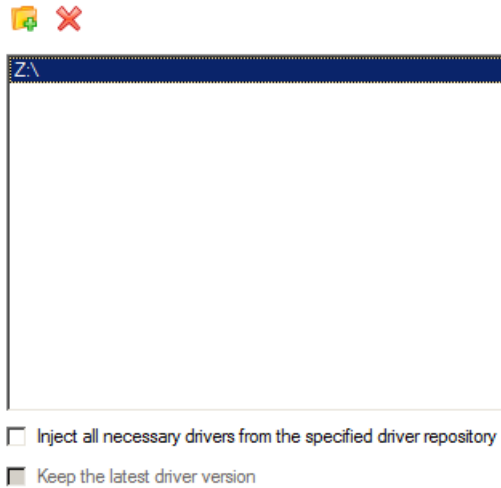 Z:\
Inject all necessary drivers from the specified driver repository
Keep the latest driver version